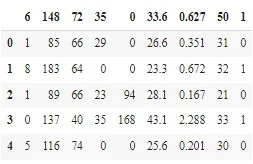 6 148 72 35 0 33.6 0.627 50 1
0 1 85 66 29 0 26.6 0.351 31 0
1 8 183 64 0 0 23.3 0.672 32 1
2 1 89 66 23 94 28.1 0.167 21 0
3 0 137 40 35 168 43.1 2.288 33 1
4 5 116 74 0 0 25.6 0.201 30 0